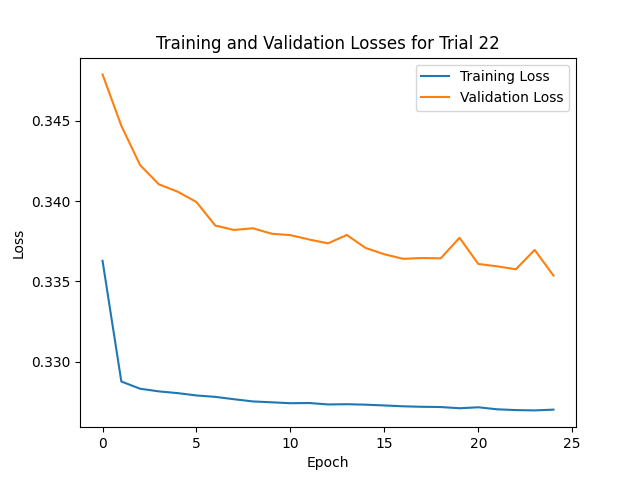 Training and Validation Losses for Trial 22
Training Loss
Validation Loss
0.345
0.340
0.335
0.330
Loss
0 5 10 15 20 25
Epoch